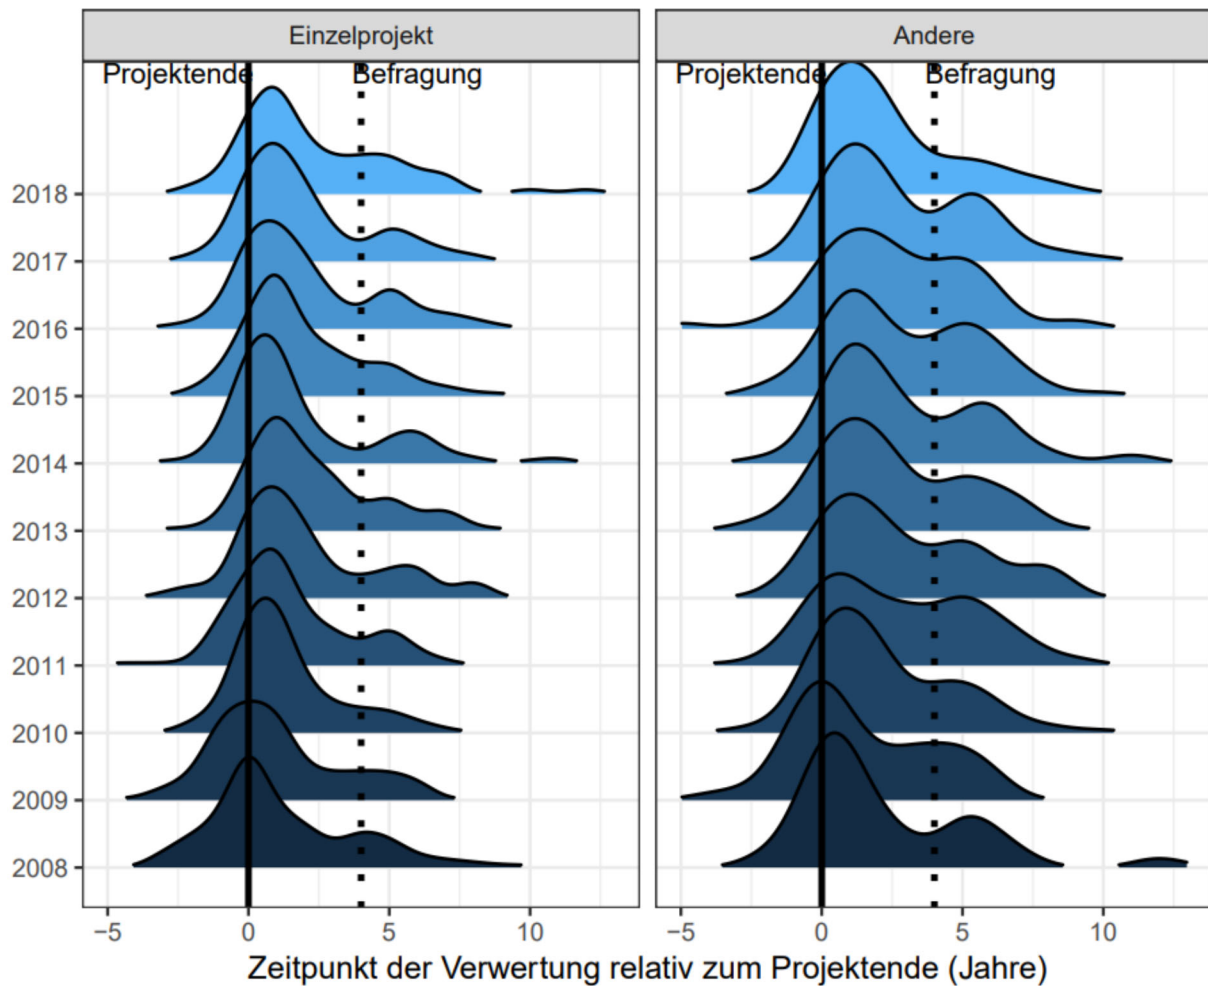 Einzelprojekt
Andere
Projektende
Befragung
Projektende
Befragung
2018
2017
2016
2015
2014
2013
2012
2011
2010
2009
2008
−5 0 5 10
−5 0 5 10
Zeitpunkt der Verwertung relativ zum Projektende (Jahre)